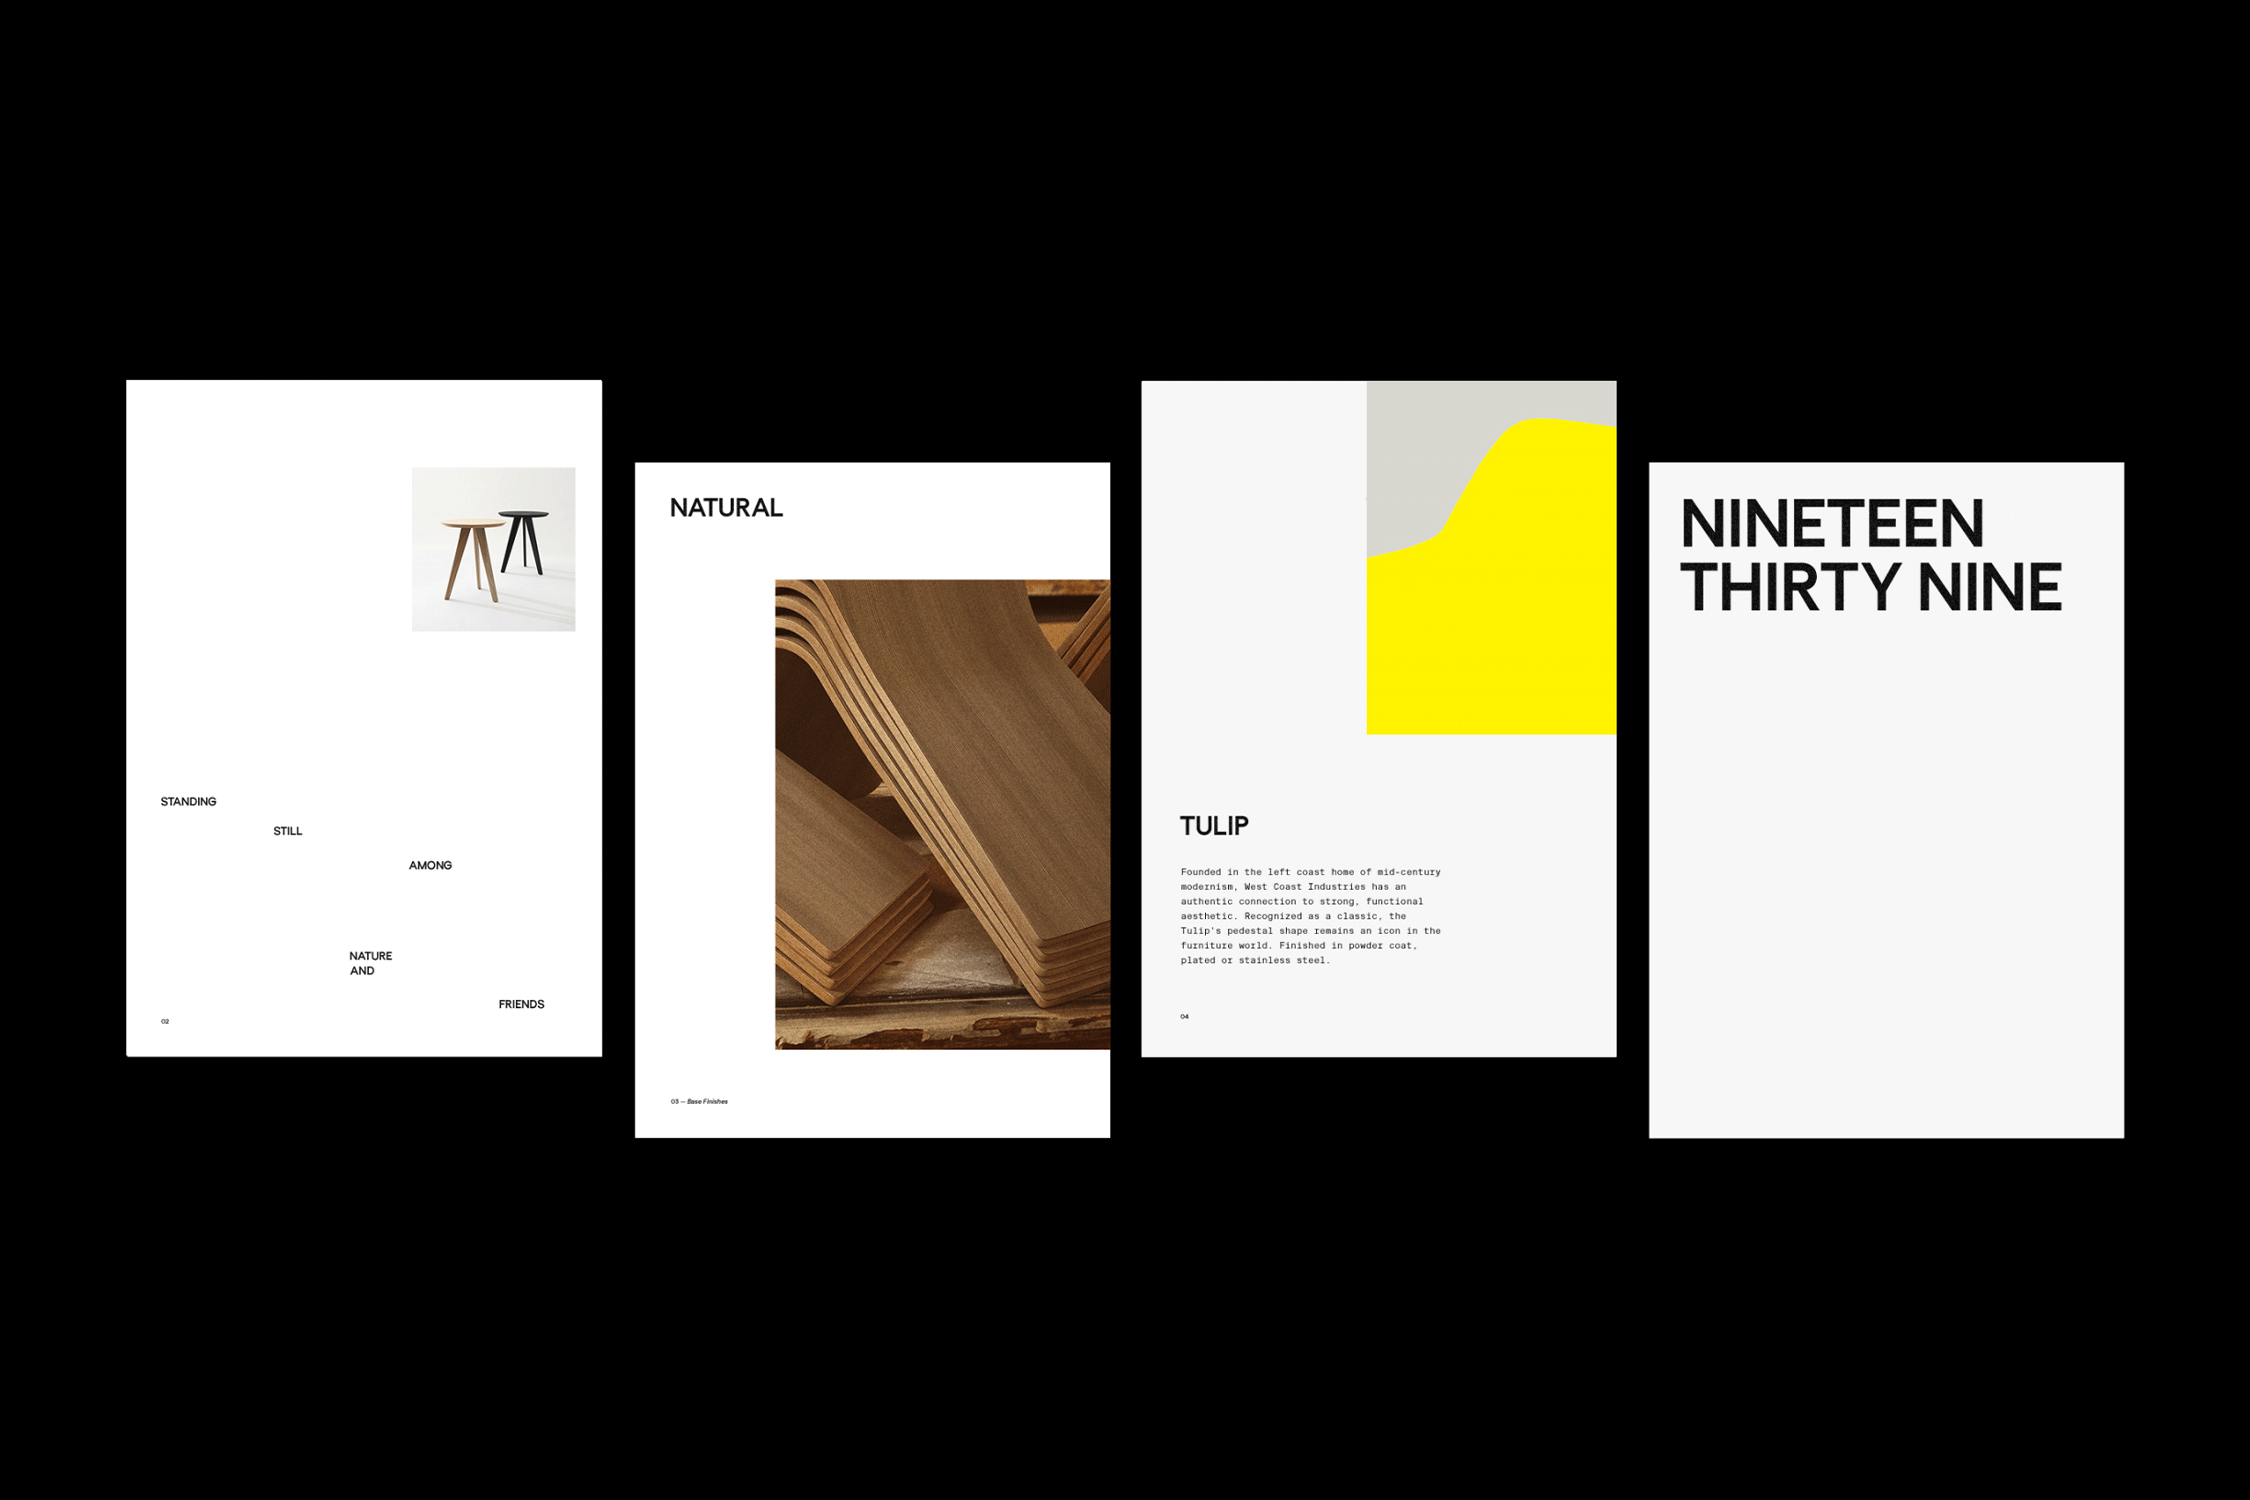 STANDING
STILL
AMONG
NATURE
AND
FRIENDS
02
NATURAL
03 — Base Finishes
TULIP
Founded in the left coast home of mid-century
modernism, West Coast Industries has an
authentic connection to strong, functional
aesthetic. Recognized as a classic, the
Tulip's pedestal shape remains an icon in the
furniture world. Finished in powder coat,
plated or stainless steel.
04
NINETEEN
THIRTY NINE